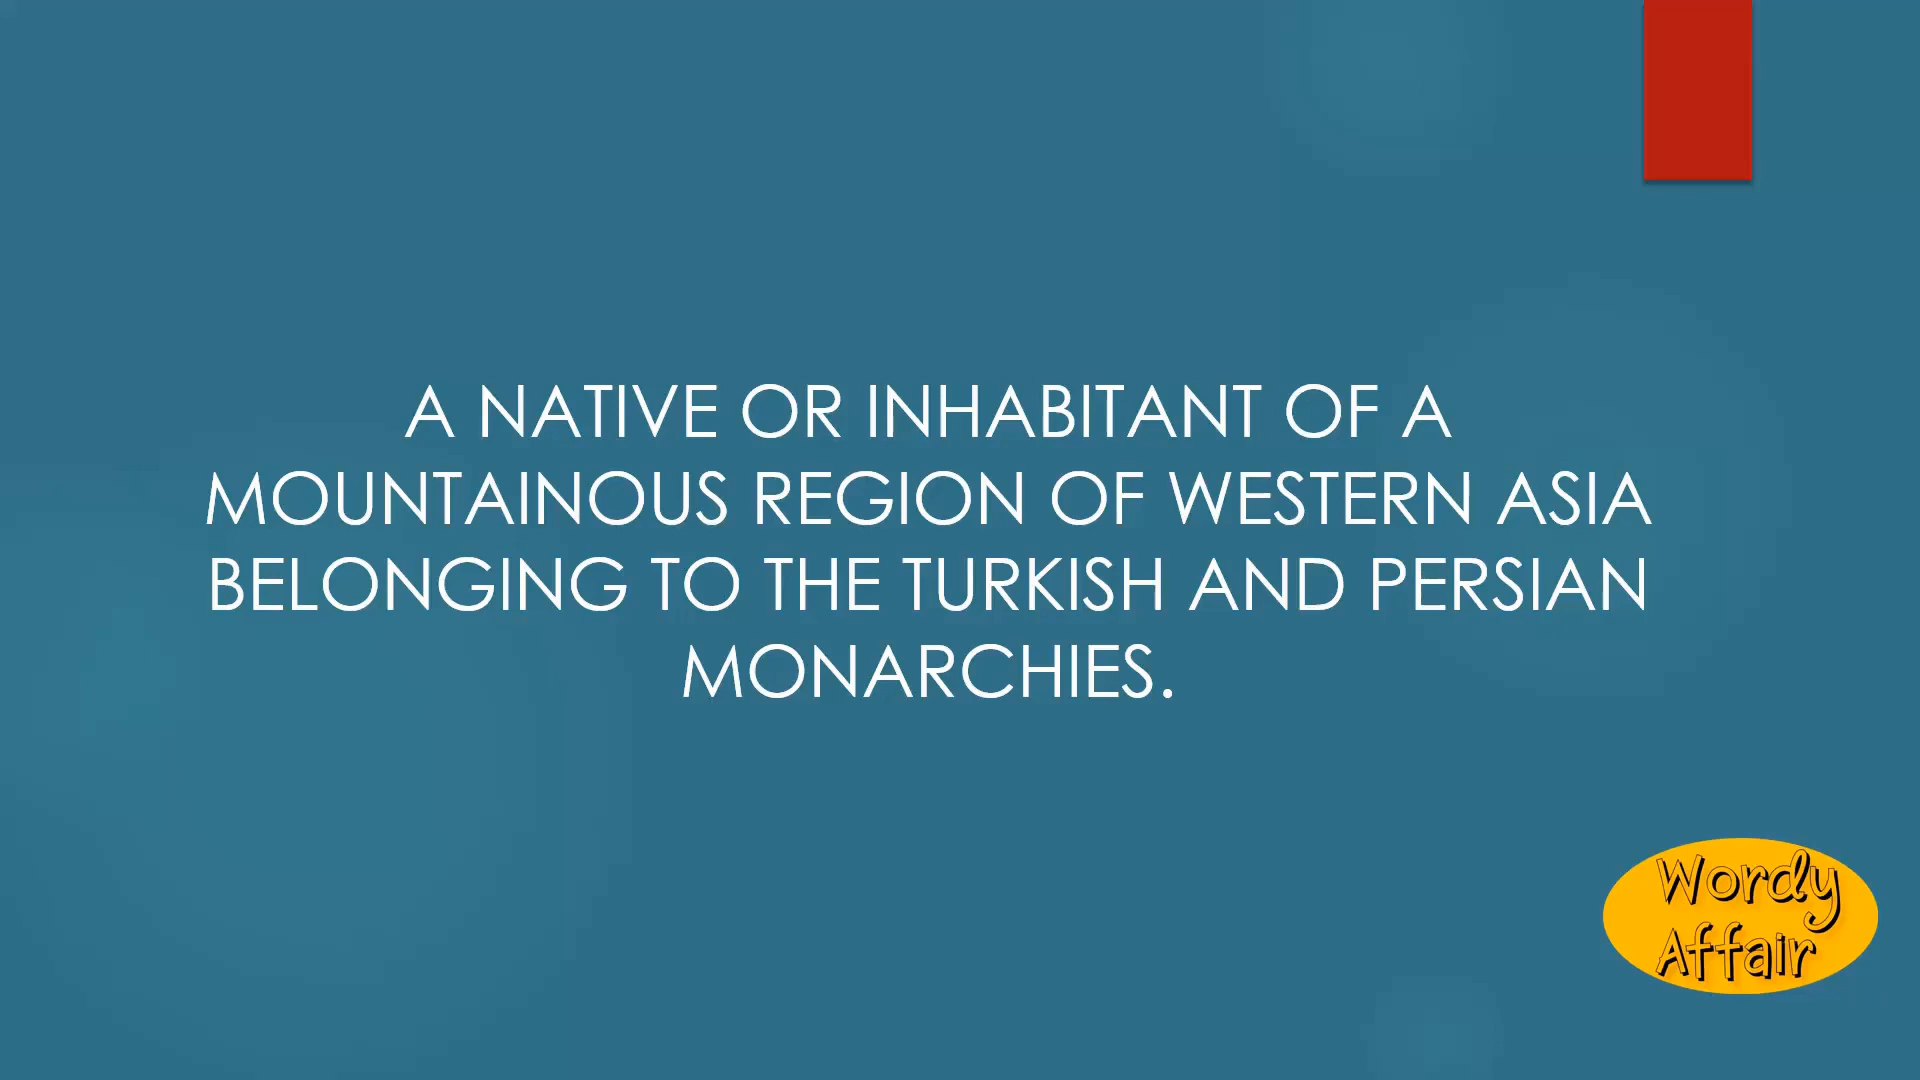 A NATIVE OR INHABITANT OF A
MOUNTAINOUS REGION OF WESTERN ASIA
BELONGING TO THE TURKISH AND PERSIAN
MONARCHIES.
Wordy
Affair